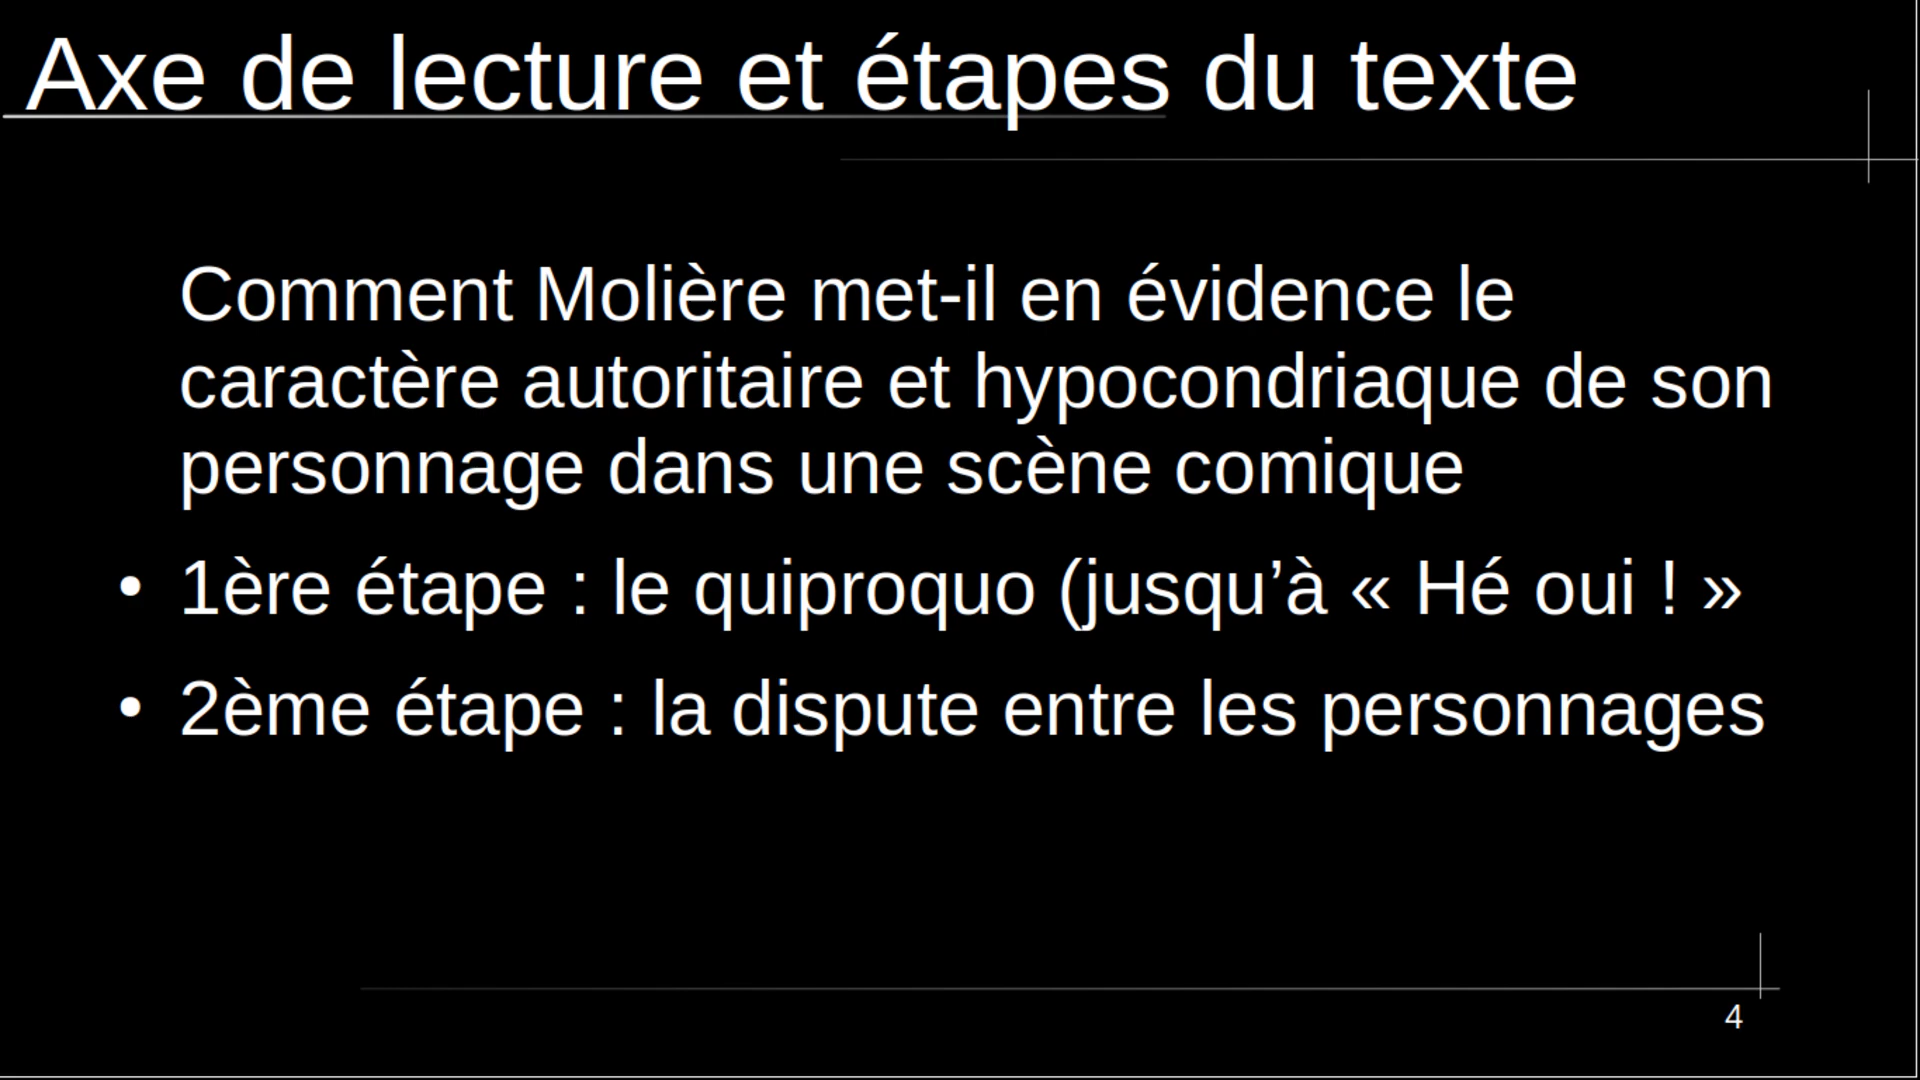 Axe de lecture et étapes du texte
Comment Molière met-il en évidence le
caractère autoritaire et hypocondriaque de son
personnage dans une scène comique
• 1ère étape : le quiproquo (jusqu’à « Hé oui ! »
• 2ème étape : la dispute entre les personnages
4